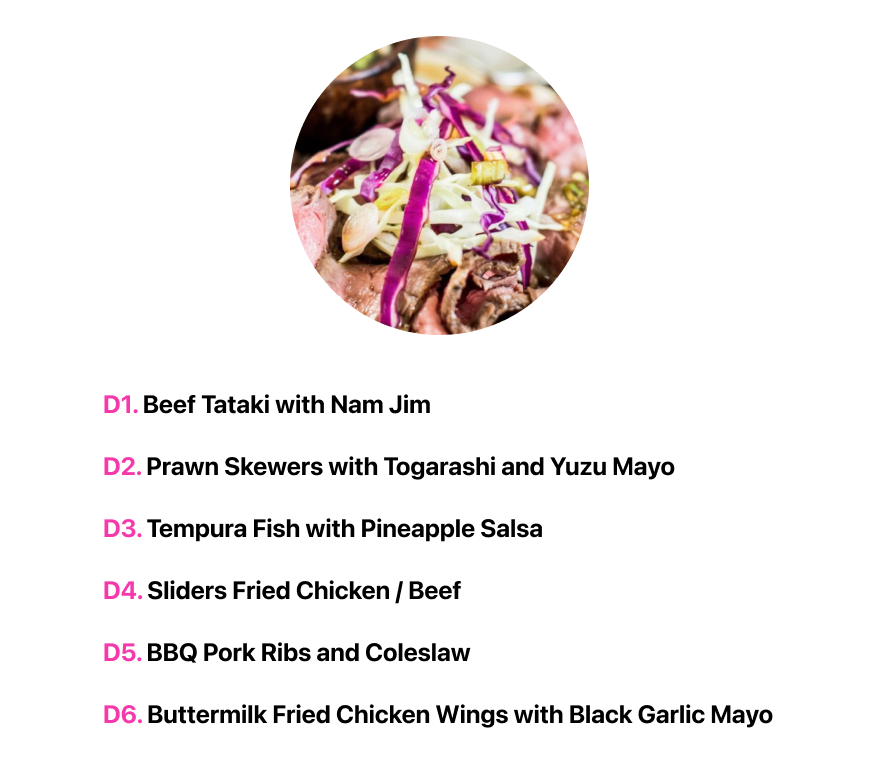 D1. Beef Tataki with Nam Jim
D2. Prawn Skewers with Togarashi and Yuzu Mayo
D3. Tempura Fish with Pineapple Salsa
D4. Sliders Fried Chicken / Beef
D5. BBQ Pork Ribs and Coleslaw
D6. Buttermilk Fried Chicken Wings with Black Garlic Mayo